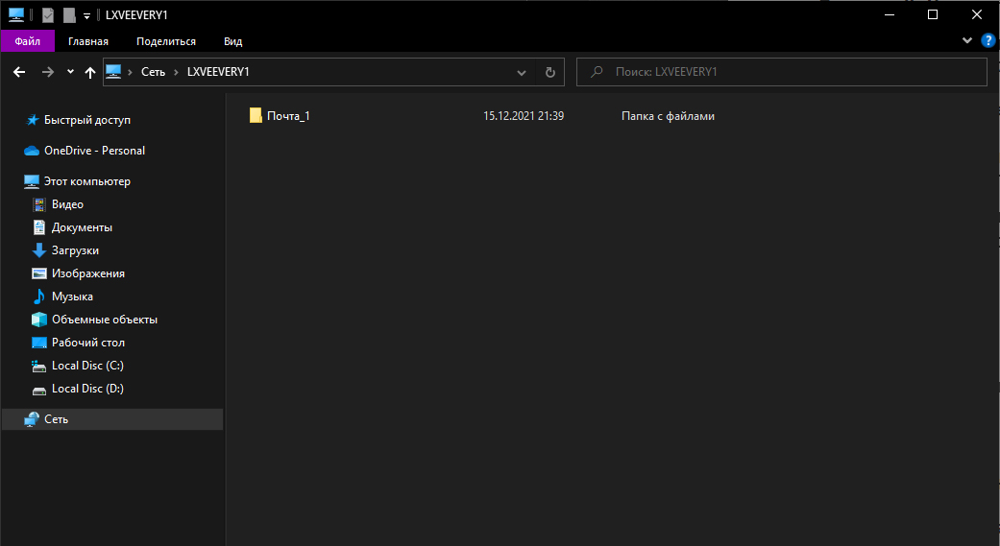 LXVEEVERY1
Файл Главная Поделиться Вид
Сеть LXVEEVERY1 Поиск: LXVEEVERY1
Быстрый доступ
OneDrive - Personal
Этот компьютер
Видео
Документы
Загрузки
Изображения
Музыка
Объемные объекты
Рабочий стол
Local Disc (C:)
Local Disc (D:)
Сеть
Почта_1 15.12.2021 21:39 Папка с файлами